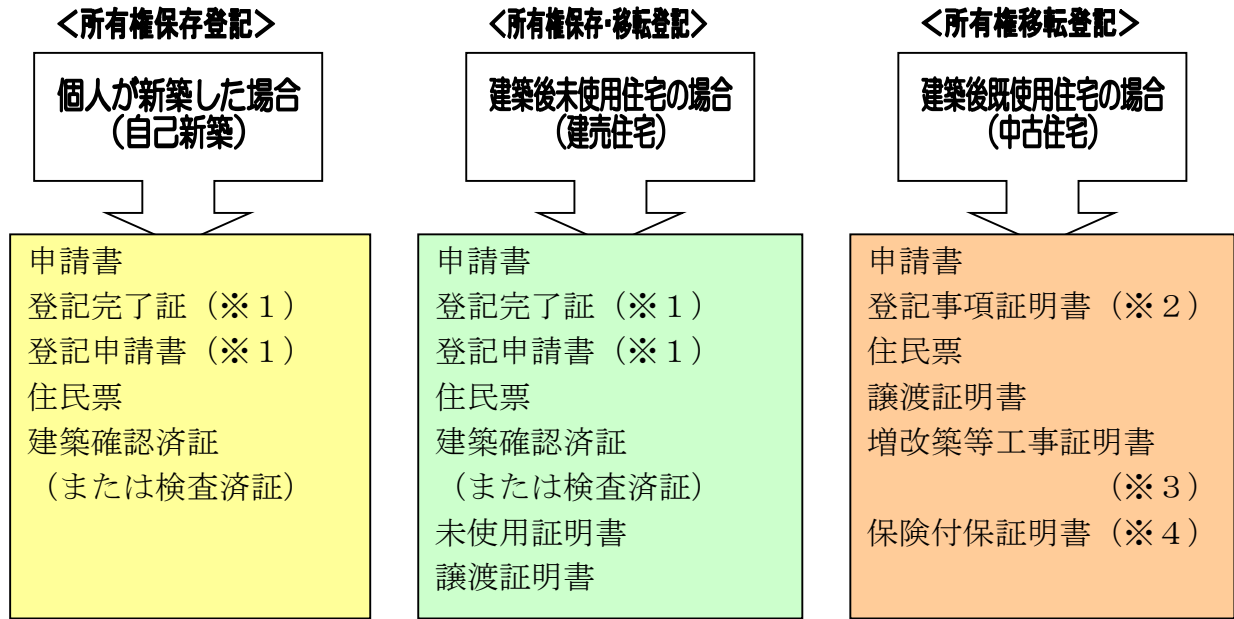 <所有権保存登記>
個人が新築した場合
(自己新築)
申請書
登記完了証（※１）
登記申請書（※１）
住民票
建築確認済証
（または検査済証）
<所有権保存・移転登記>
建築後未使用住宅の場合
(建売住宅)
申請書
登記完了証（※１）
登記申請書（※１）
住民票
建築確認済証
（または検査済証）
未使用証明書
譲渡証明書
<所有権移転登記>
建築後既使用住宅の場合
(中古住宅)
申請書
登記事項証明書（※２）
住民票
譲渡証明書
増改築等工事証明書
（※３）
保険付保証明書（※４）